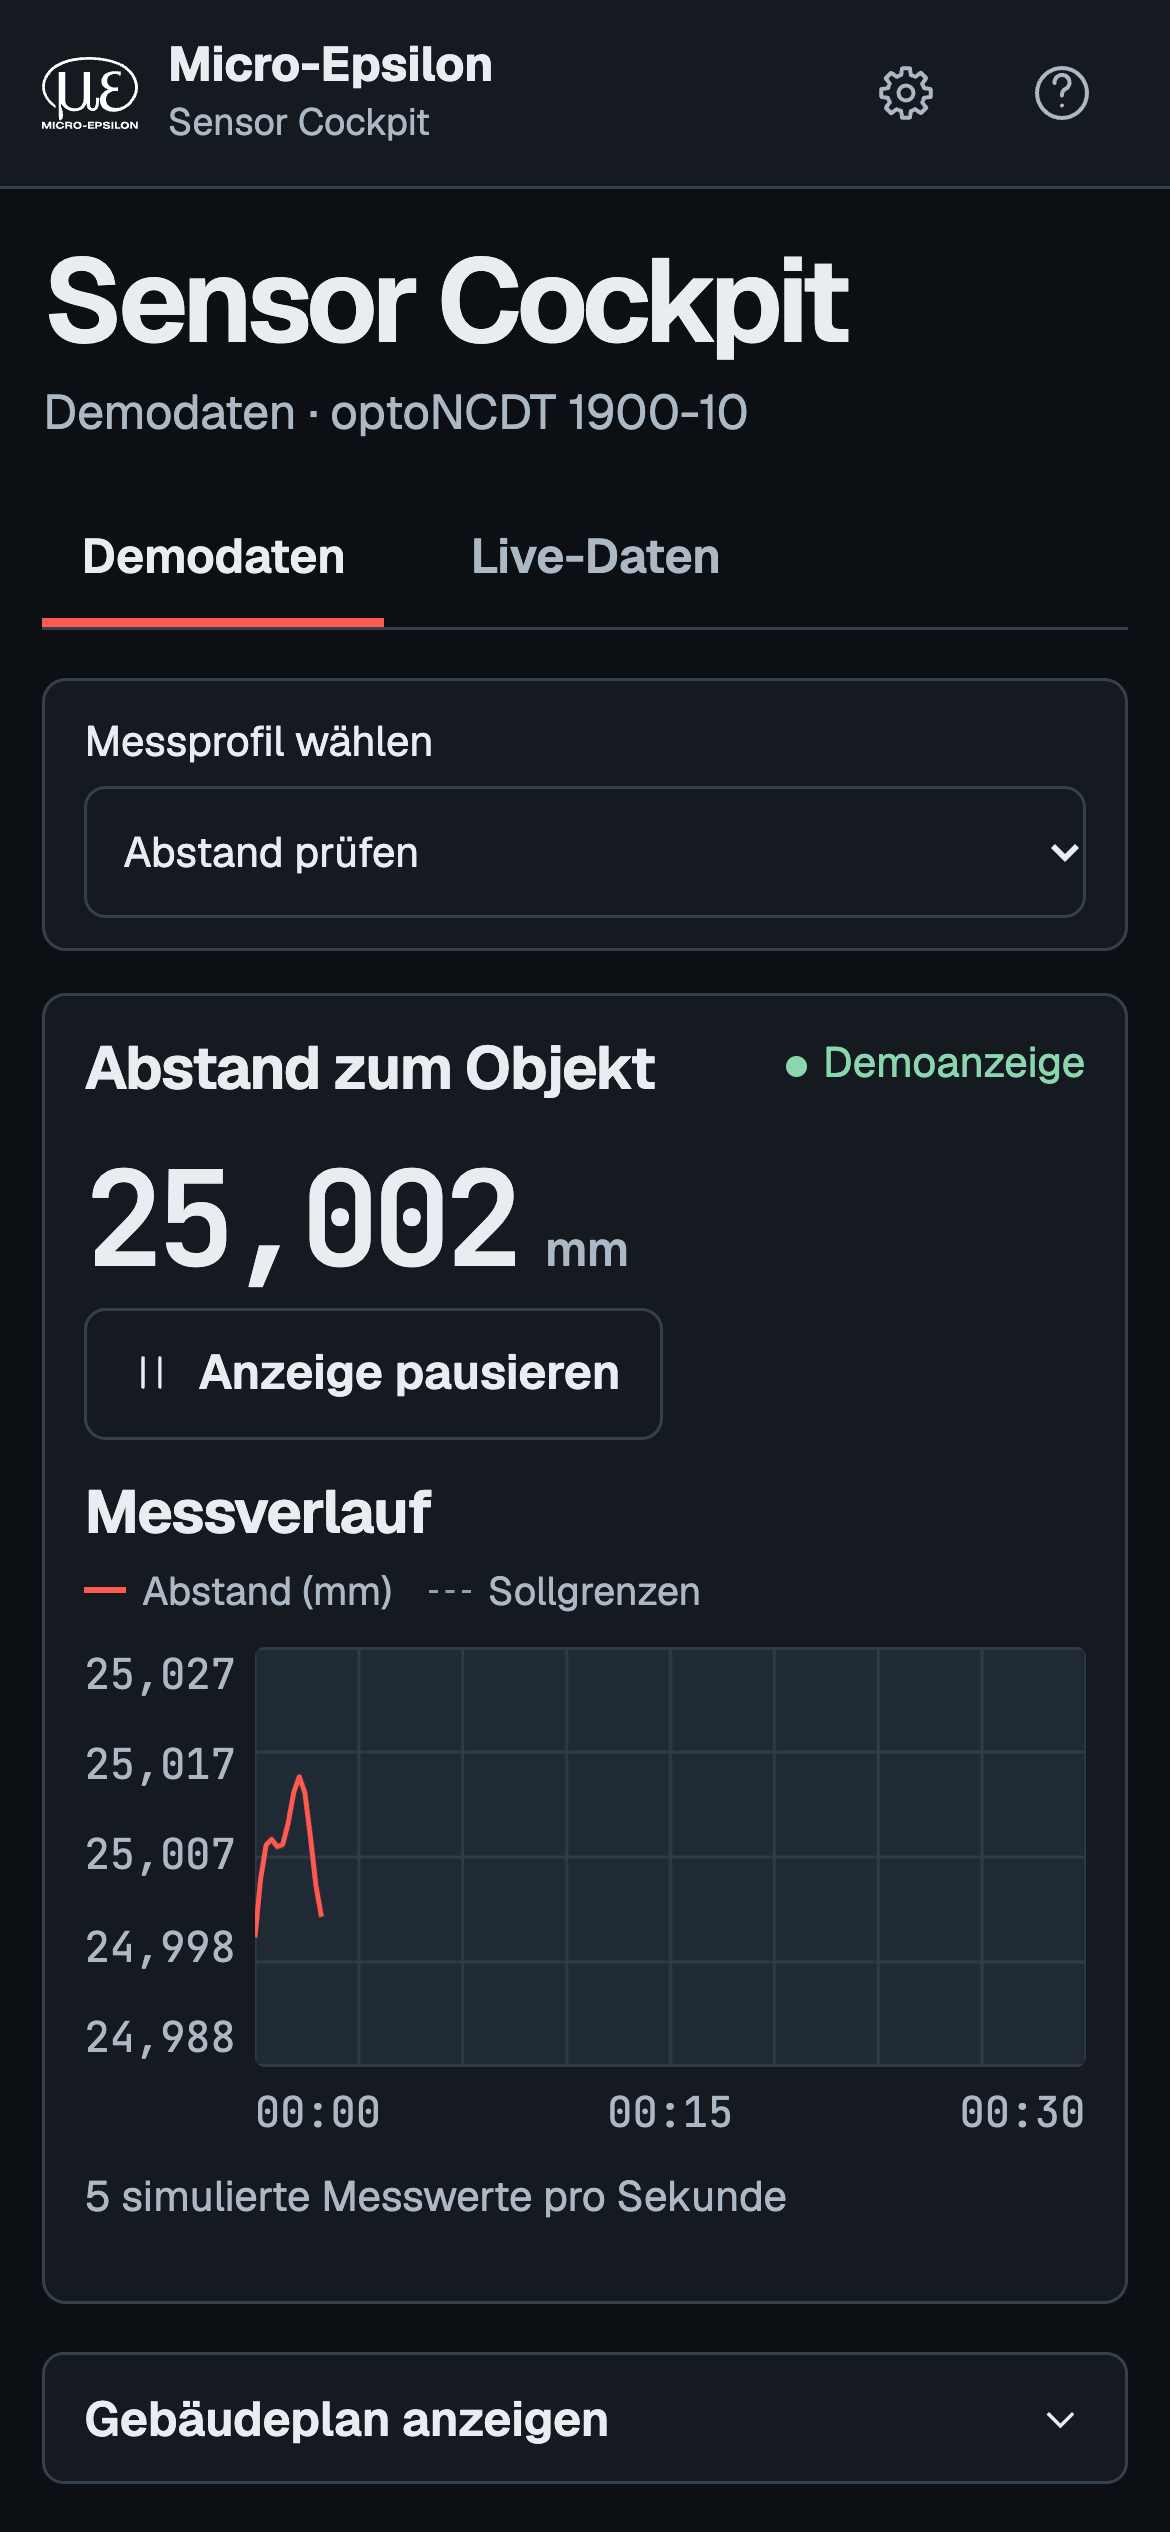 με
MICRO-EPSILON
Micro-Epsilon
Sensor Cockpit
Sensor Cockpit
Demodaten · optoNCDT 1900-10
Demodaten
Live-Daten
Messprofil wählen
Abstand prüfen
Abstand zum Objekt
Demoanzeige
25,002 mm
Anzeige pausieren
Messverlauf
Abstand (mm)
Sollgrenzen
25,027
25,017
25,007
24,998
24,988
00:00
00:15
00:30
5 simulierte Messwerte pro Sekunde
Gebäudeplan anzeigen